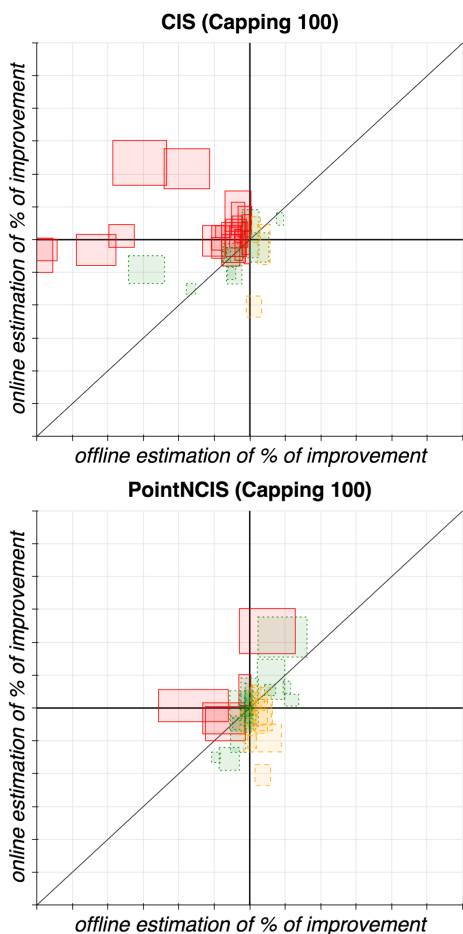 CIS (Capping 100)
online estimation of % of improvement
offline estimation of % of improvement
PointNCIS (Capping 100)
online estimation of % of improvement
offline estimation of % of improvement